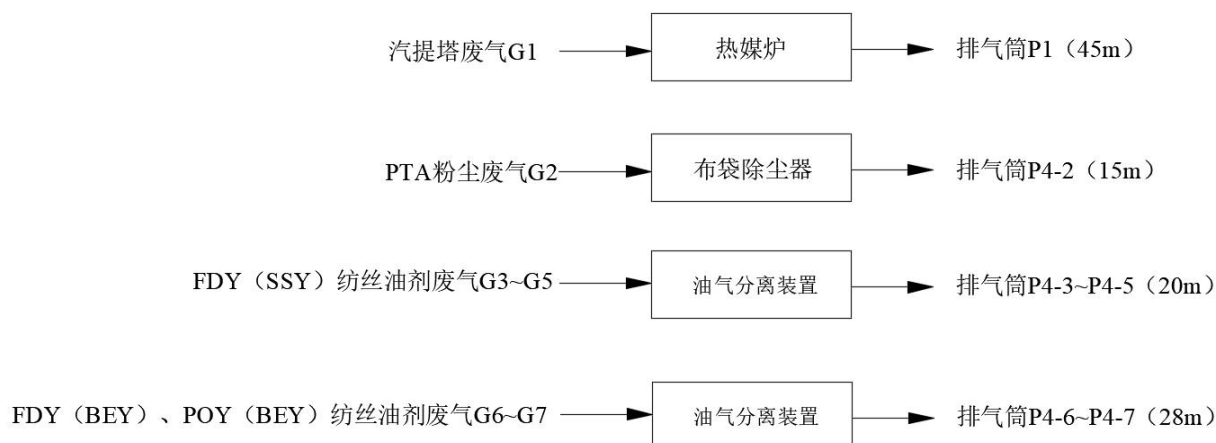 汽提塔废气G1 热媒炉 排气筒P1（45m）
PTA粉尘废气G2 布袋除尘器 排气筒P4-2（15m）
FDY（SSY）纺丝油剂废气G3~G5 油气分离装置 排气筒P4-3~P4-5（20m）
FDY（BEY）、POY（BEY）纺丝油剂废气G6~G7 油气分离装置 排气筒P4-6~P4-7（28m）